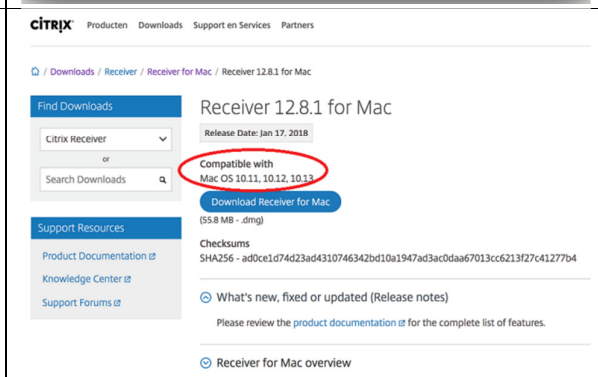 CİTRIX Producten Downloads Support en Services Partners
/ Downloads / Receiver / Receiver for Mac / Receiver 12.8.1 for Mac
Find Downloads
Citrix Receiver
or
Search Downloads
Support Resources
Product Documentation
Knowledge Center
Support Forums
Receiver 12.8.1 for Mac
Release Date: Jan 17, 2018
Compatible with
Mac OS 10.11, 10.12, 10.13
Download Receiver for Mac
(55.8 MB - .dmg)
Checksums
SHA256 - ad0ce1d74d23ad4310746342bd10a1947ad3ac0daa67013cc6213f27c41277b4
What's new, fixed or updated (Release notes)
Please review the product documentation for the complete list of features.
Receiver for Mac overview